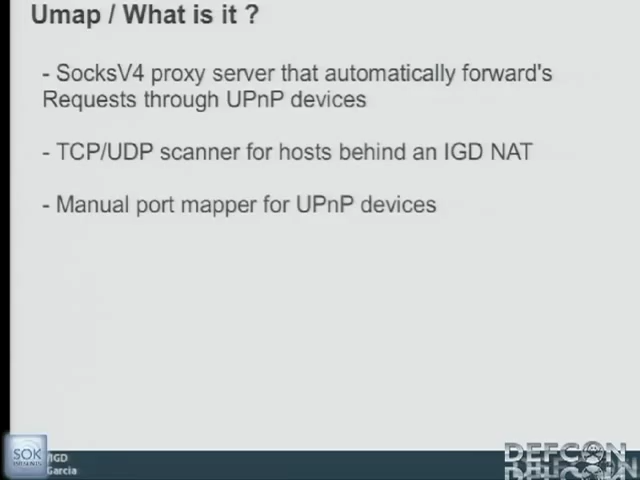 Umap / What is it ?
- SocksV4 proxy server that automatically forward's
Requests through UPnP devices
- TCP/UDP scanner for hosts behind an IGD NAT
- Manual port mapper for UPnP devices
SOK
IGD
Garcia
DEFCON